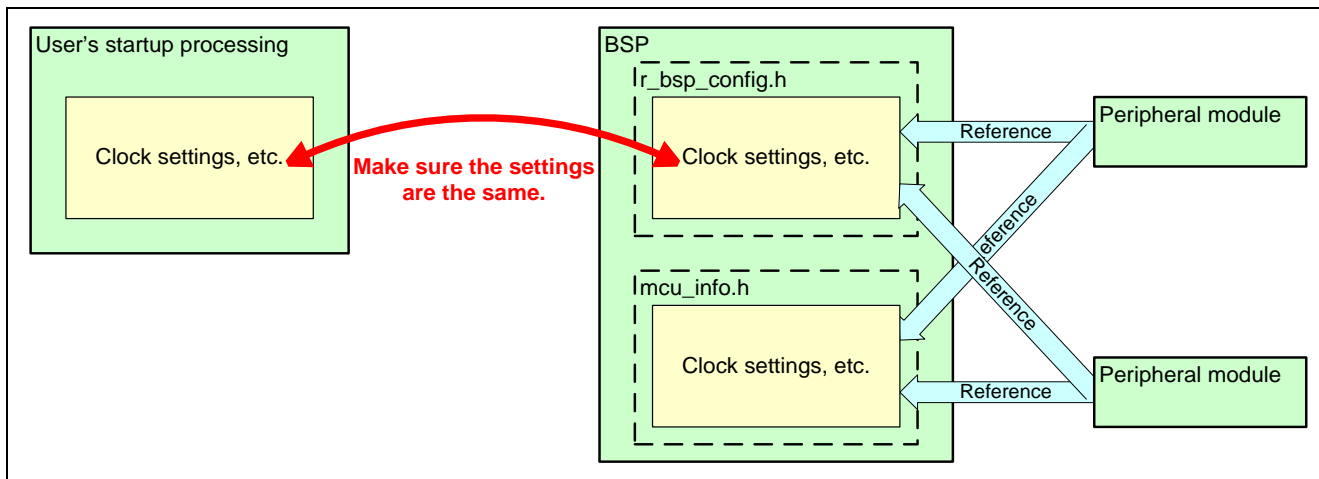 User's startup processing
Clock settings, etc.
Make sure the settings
are the same.
BSP
r_bsp_config.h
Clock settings, etc.
mcu_info.h
Clock settings, etc.
Reference
eference
Reference
Reference
Peripheral module
Peripheral module